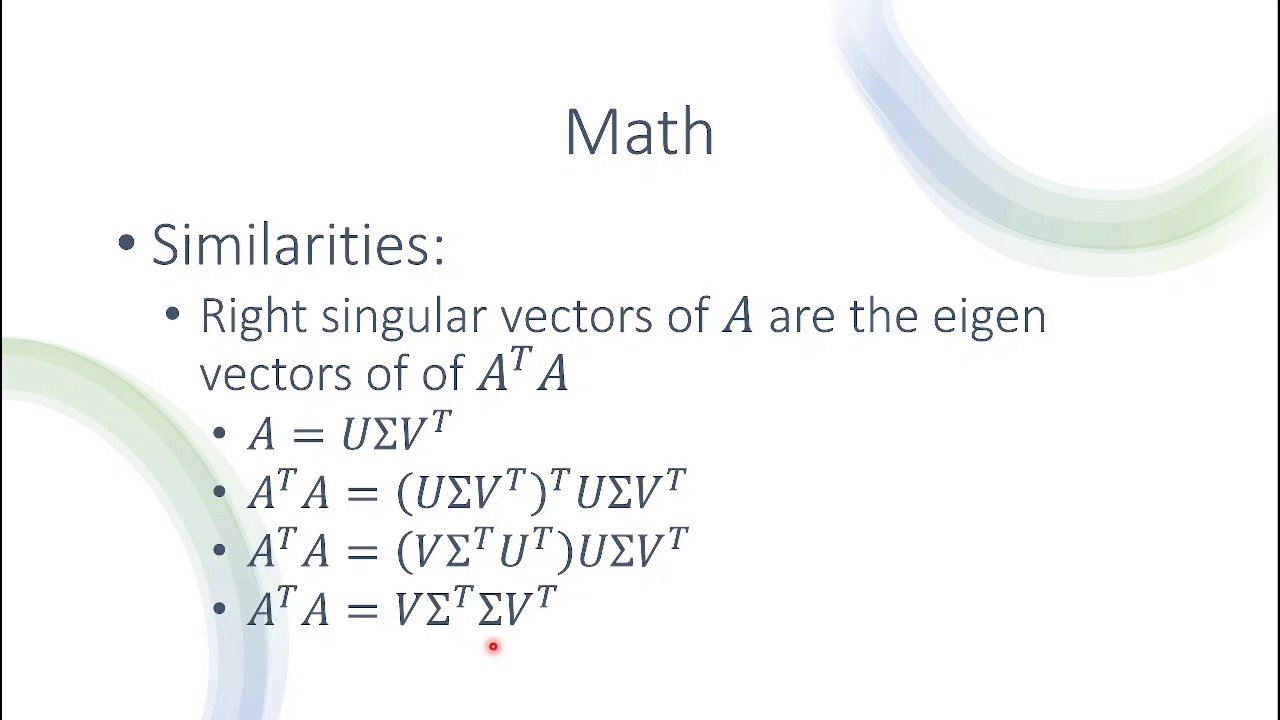 Math
• Similarities:
• Right singular vectors of A are the eigen
vectors of of AᵀA
• A = UΣVᵀ
• AᵀA = (UΣVᵀ)ᵀUΣVᵀ
• AᵀA = (VΣᵀUᵀ)UΣVᵀ
• AᵀA = VΣᵀΣVᵀ